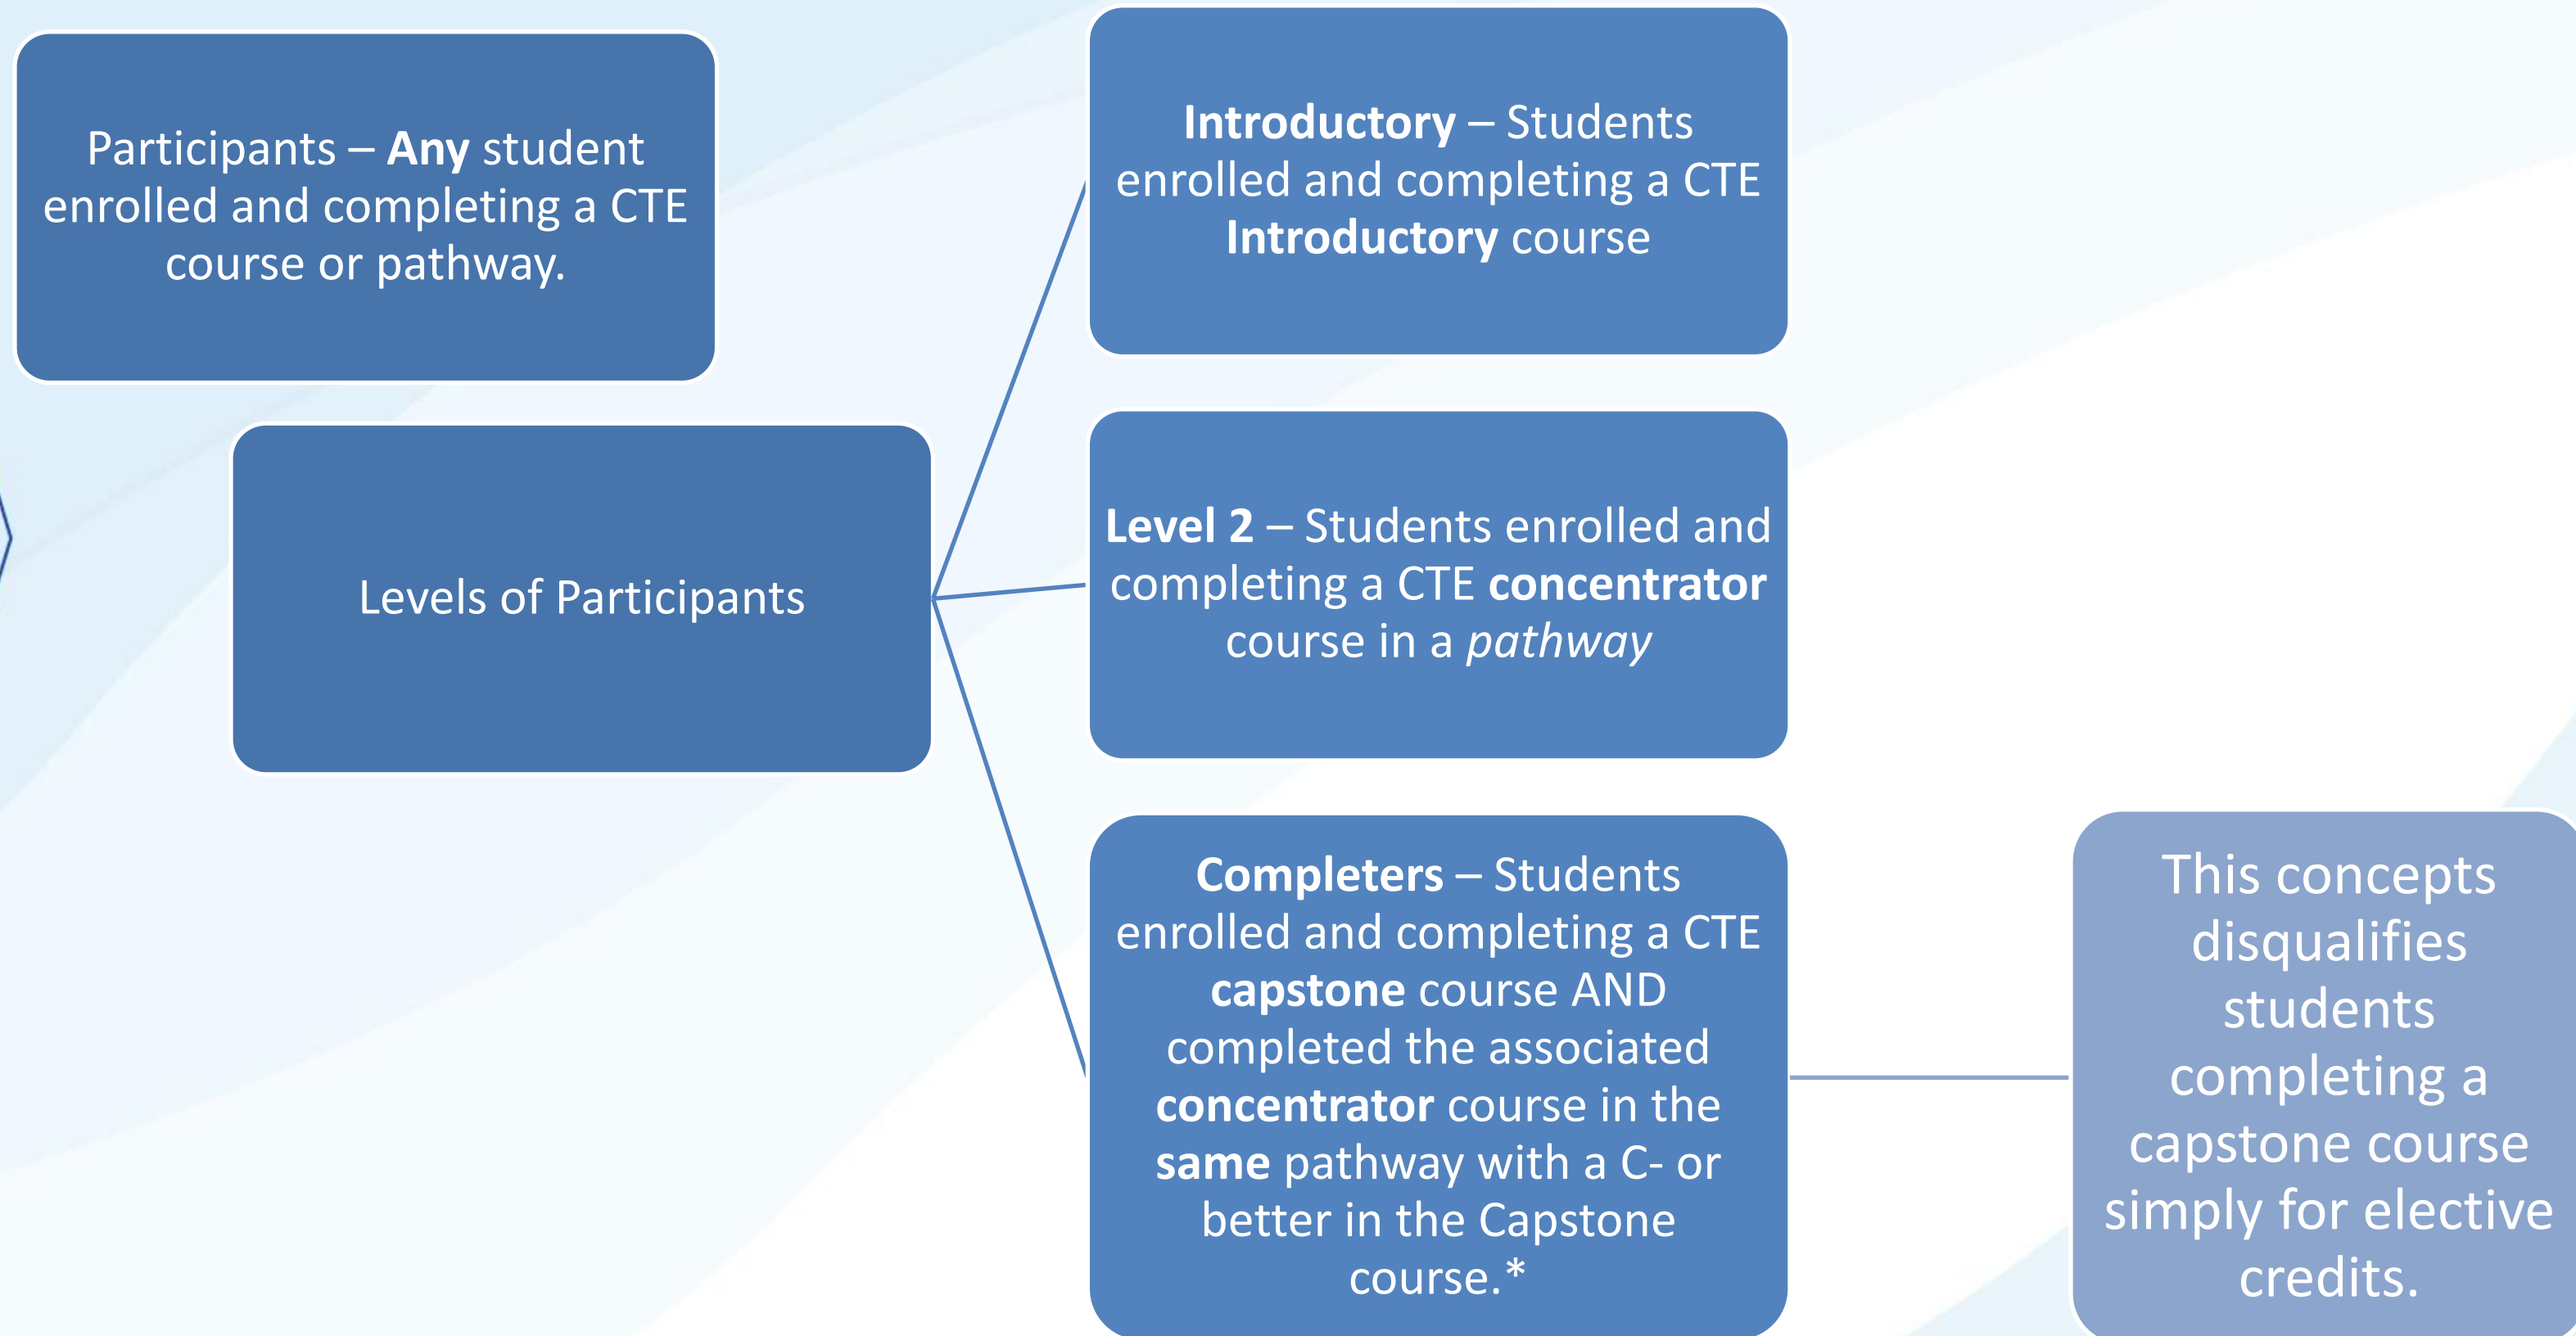 Participants – Any student
enrolled and completing a CTE
course or pathway.
Levels of Participants
Introductory – Students
enrolled and completing a CTE
Introductory course
Level 2 – Students enrolled and
completing a CTE concentrator
course in a pathway
Completers – Students
enrolled and completing a CTE
capstone course AND
completed the associated
concentrator course in the
same pathway with a C- or
better in the Capstone
course.*
This concepts
disqualifies
students
completing a
capstone course
simply for elective
credits.